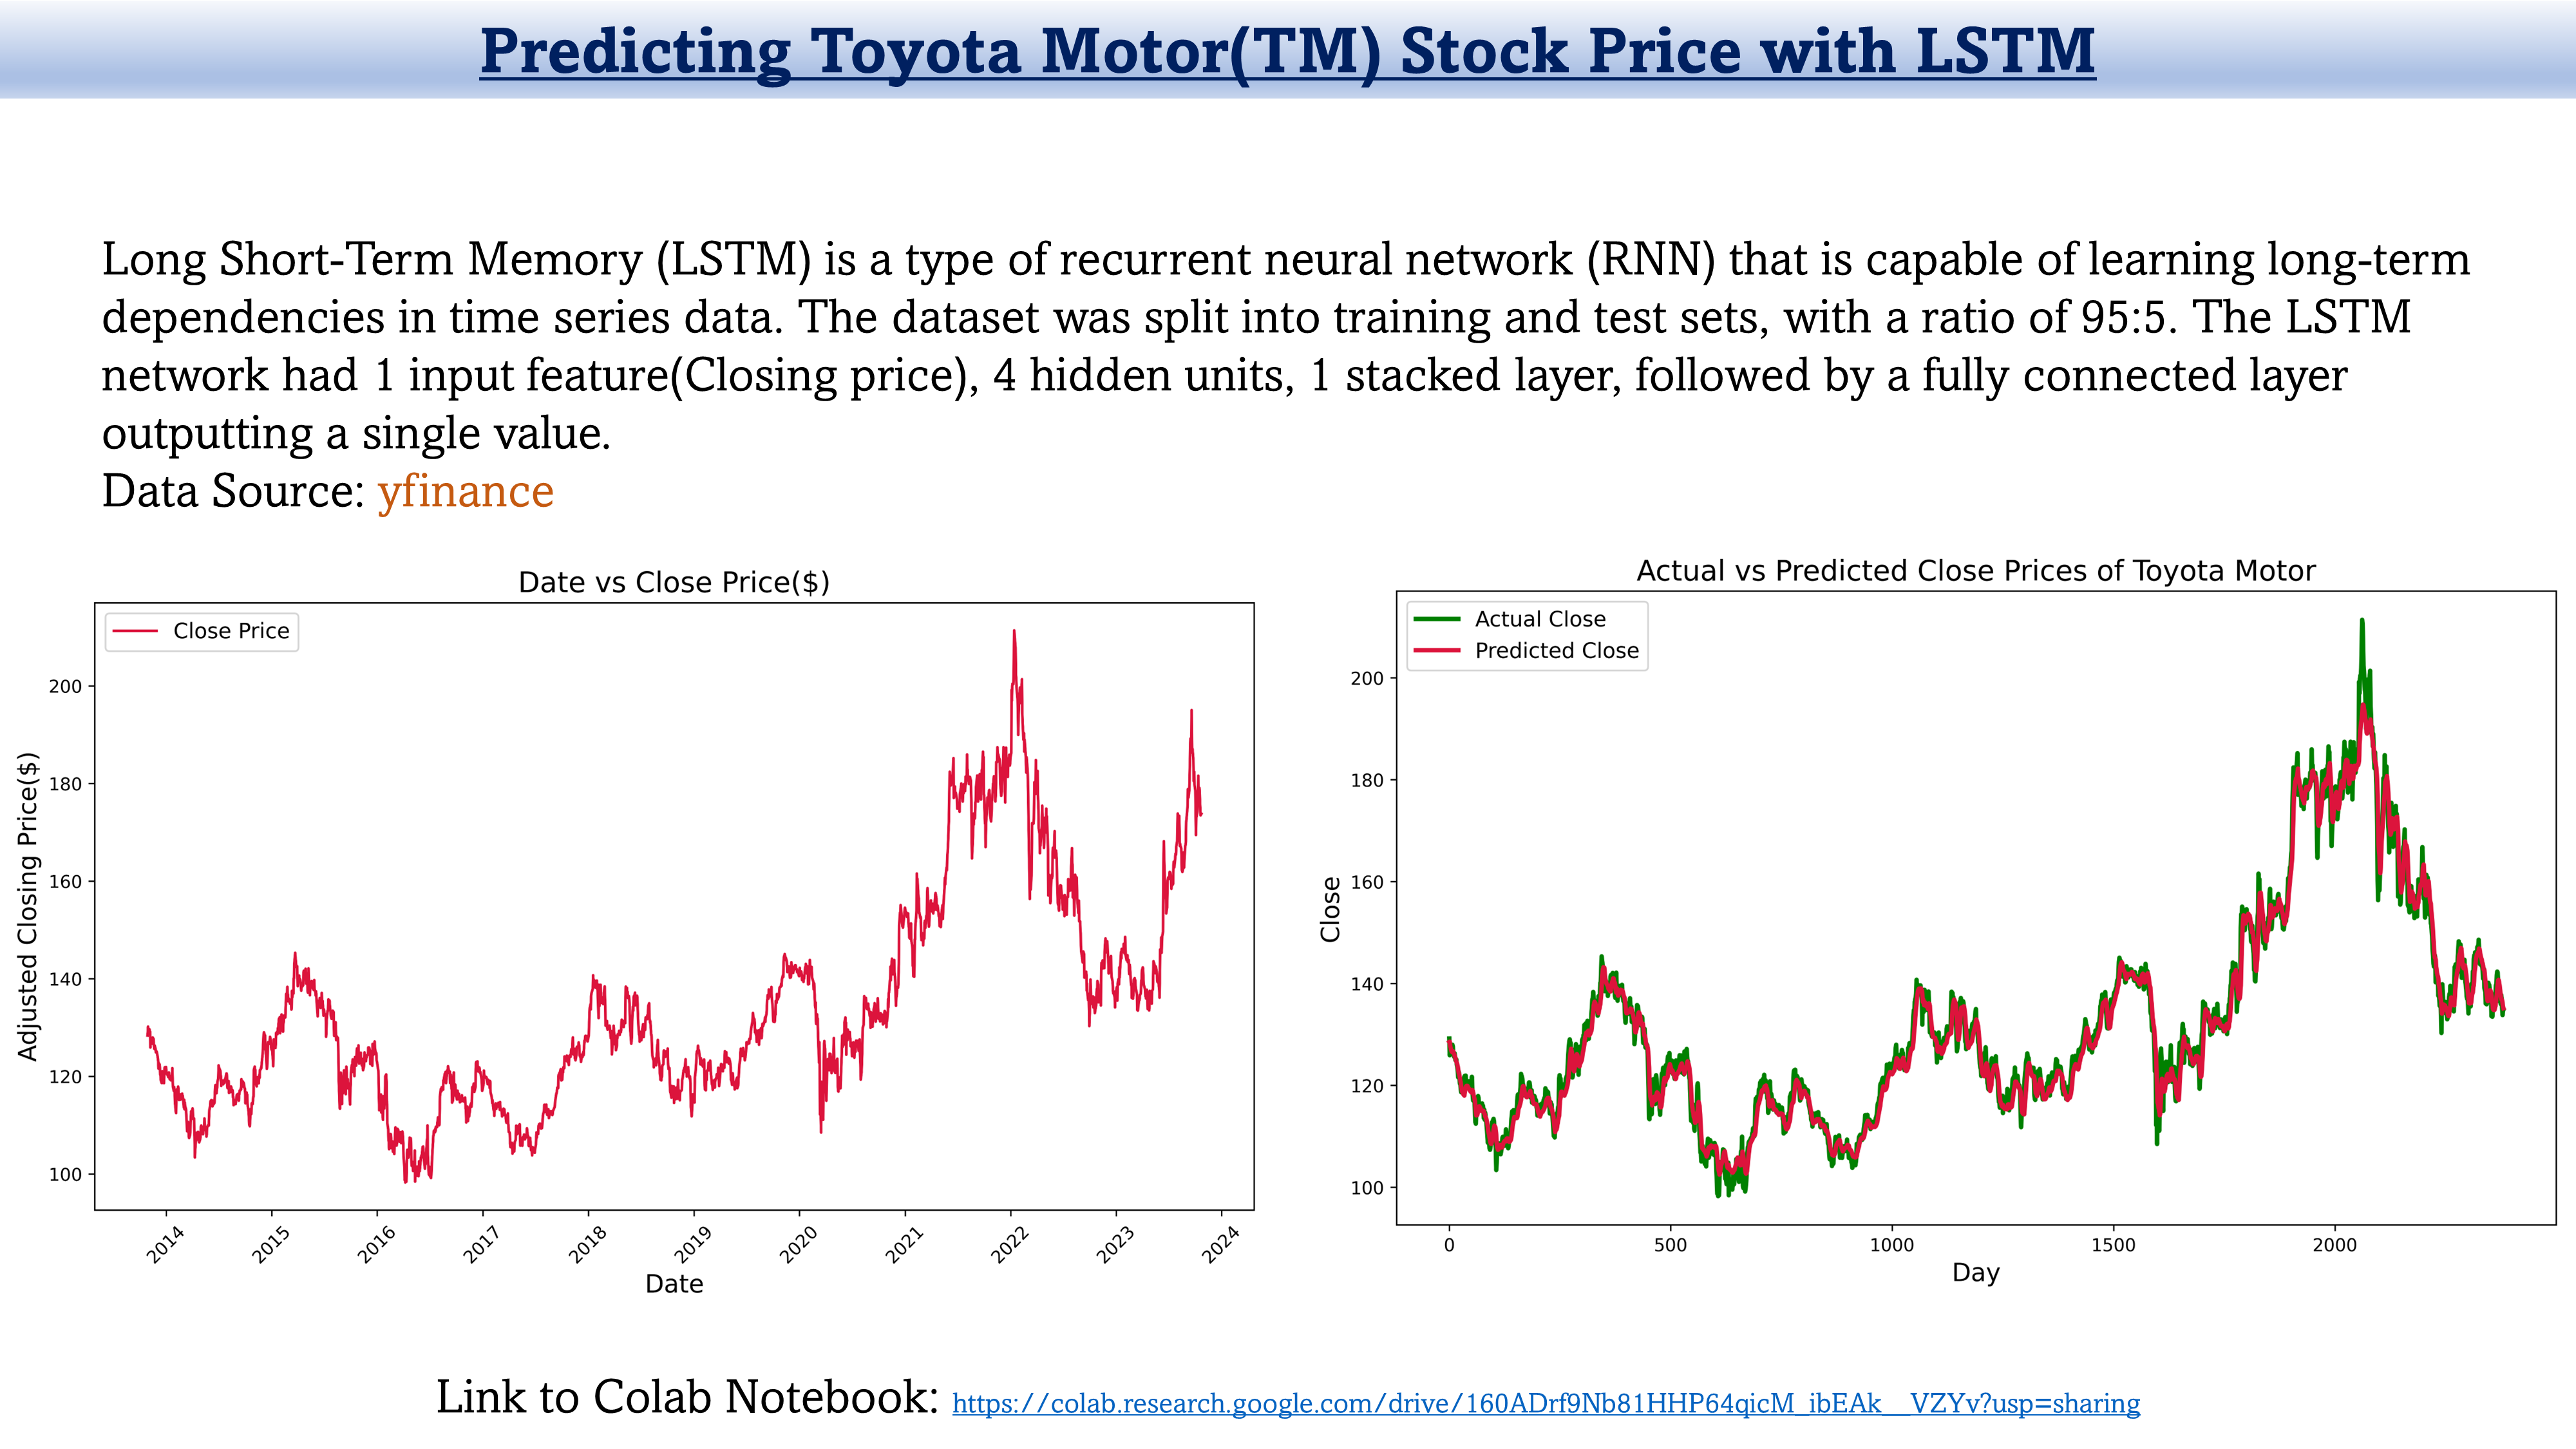 Predicting Toyota Motor(TM) Stock Price with LSTM
Long Short-Term Memory (LSTM) is a type of recurrent neural network (RNN) that is capable of learning long-term
dependencies in time series data. The dataset was split into training and test sets, with a ratio of 95:5. The LSTM
network had 1 input feature(Closing price), 4 hidden units, 1 stacked layer, followed by a fully connected layer
outputting a single value.
Data Source: yfinance
Date vs Close Price($)
Close Price
Adjusted Closing Price($)
200
180
160
140
120
100
2014 2015 2016 2017 2018 2019 2020 2021 2022 2023 2024
Date
Actual vs Predicted Close Prices of Toyota Motor
Actual Close
Predicted Close
Close
200
180
160
140
120
100
0 500 1000 1500 2000
Day
Link to Colab Notebook: https://colab.research.google.com/drive/160ADrf9Nb81HHP64qicM_ibEAk__VZYv?usp=sharing